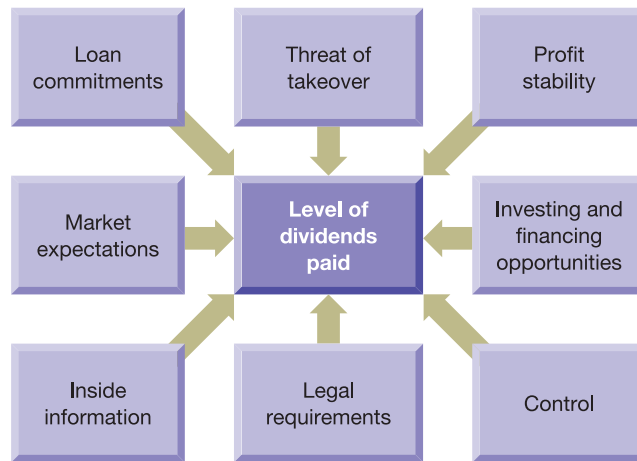 Loan
commitments
Threat of
takeover
Profit
stability
Market
expectations
Level of
dividends
paid
Investing and
financing
opportunities
Inside
information
Legal
requirements
Control